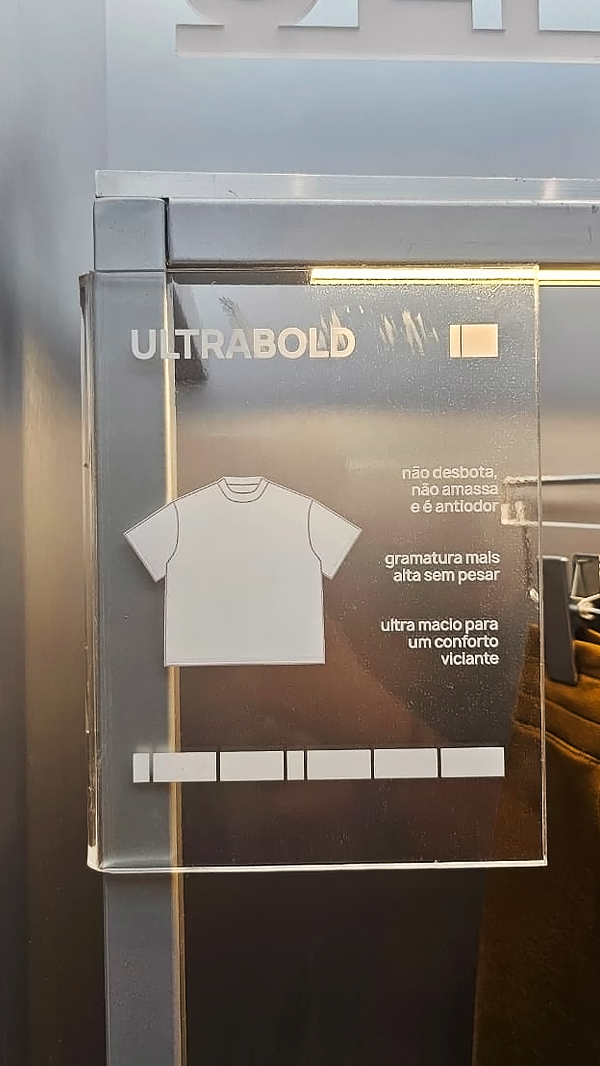 ULTRABOLD
não desbota,
não amassa
e é antiodor
gramatura mais
alta sem pesar
ultra macio para
um conforto
viciante